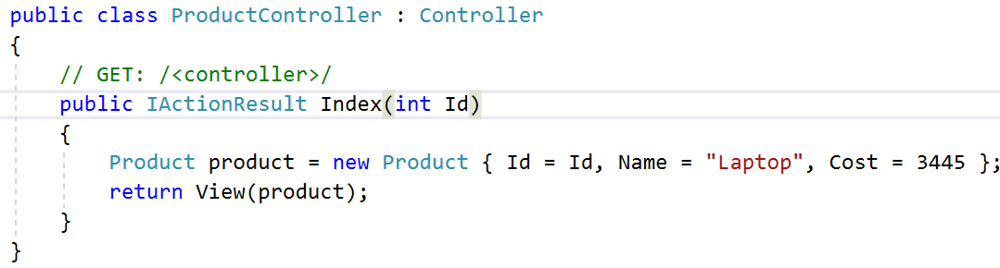 public class ProductController : Controller
{
    // GET: /<controller>/
    public IActionResult Index(int Id)
    {
        Product product = new Product { Id = Id, Name = "Laptop", Cost = 3445 };
        return View(product);
    }
}